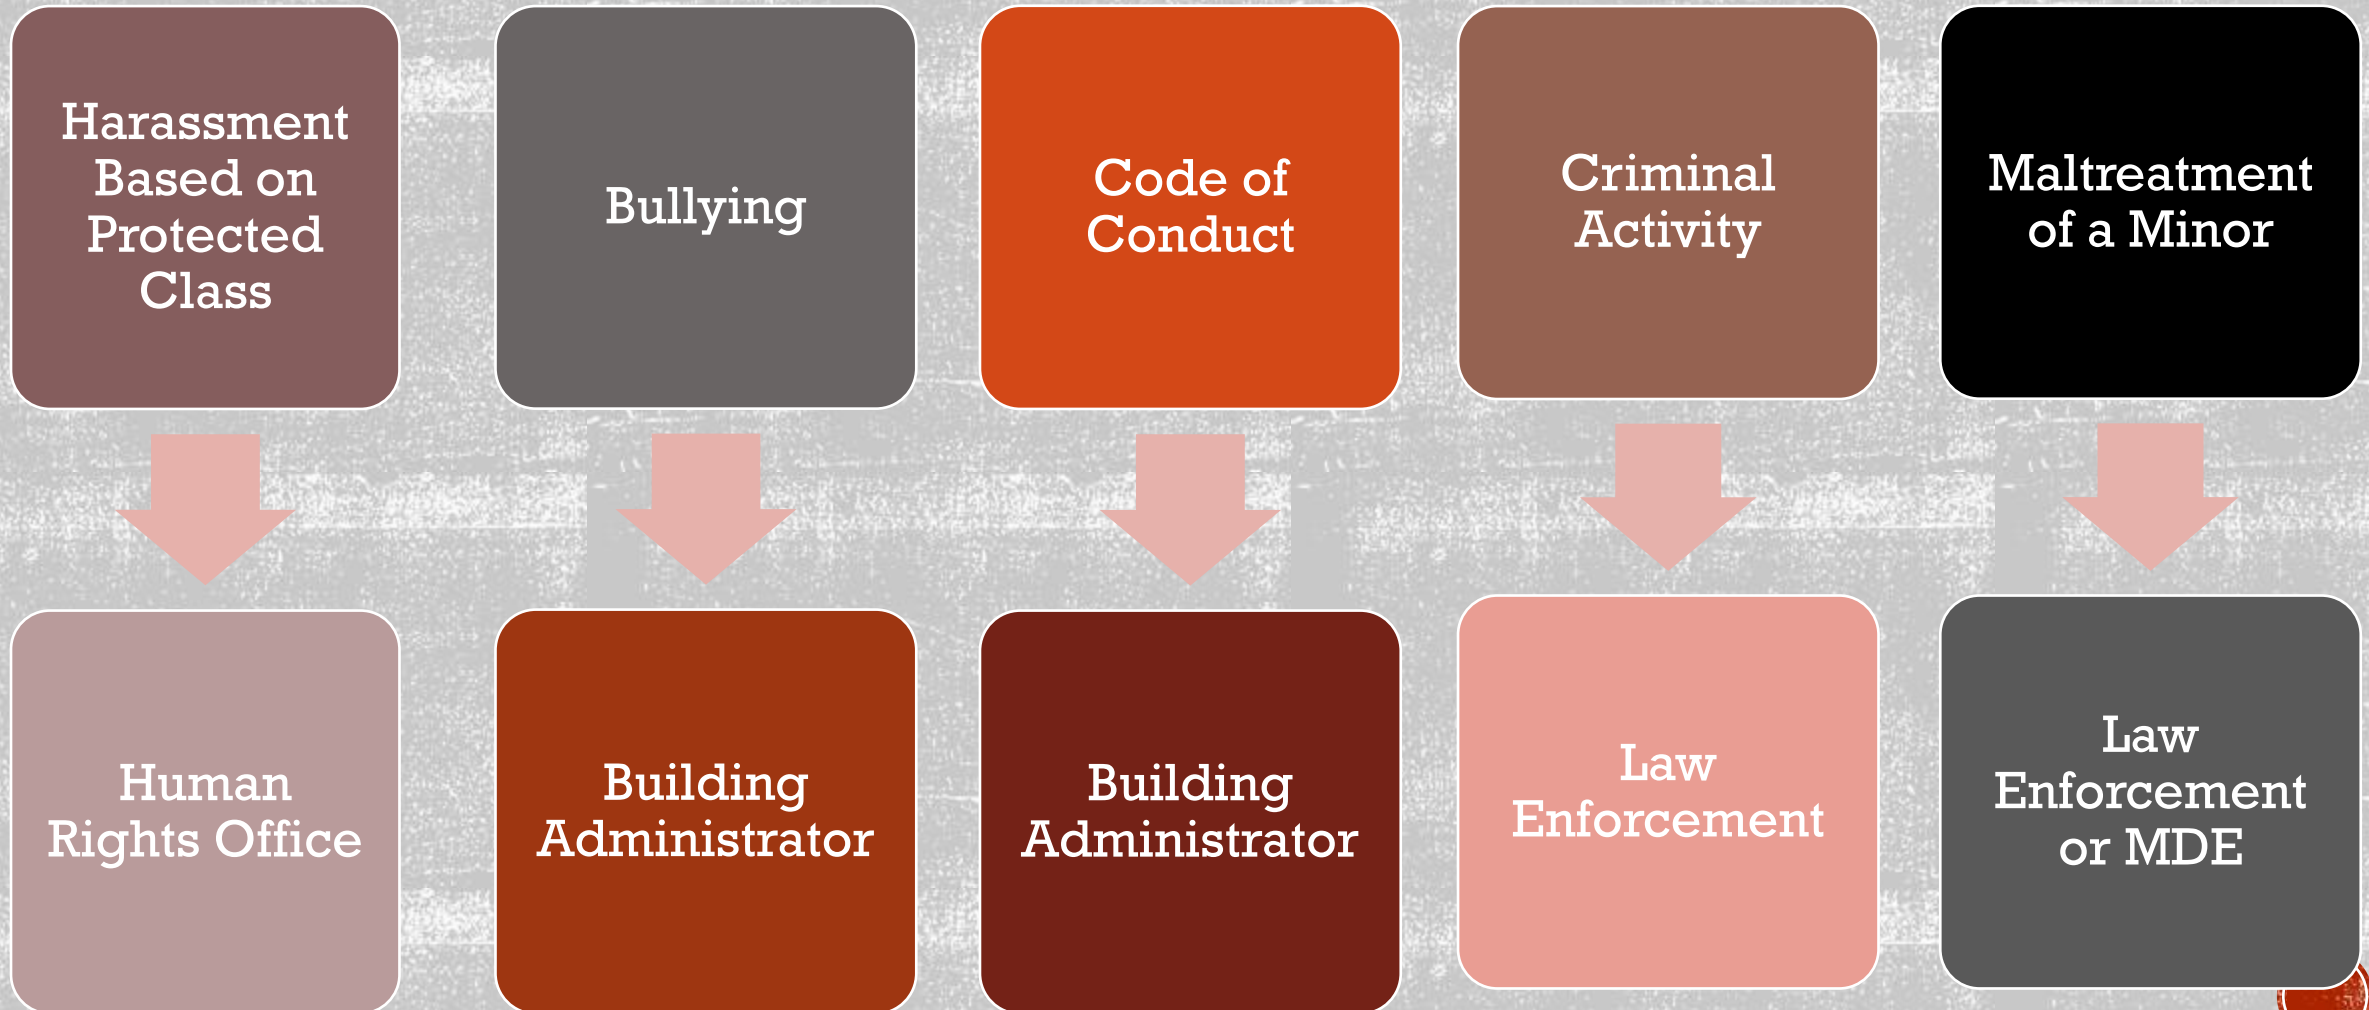 Harassment
Based on
Protected
Class
Bullying
Code of
Conduct
Criminal
Activity
Maltreatment
of a Minor
Human
Rights Office
Building
Administrator
Building
Administrator
Law
Enforcement
Law
Enforcement
or MDE